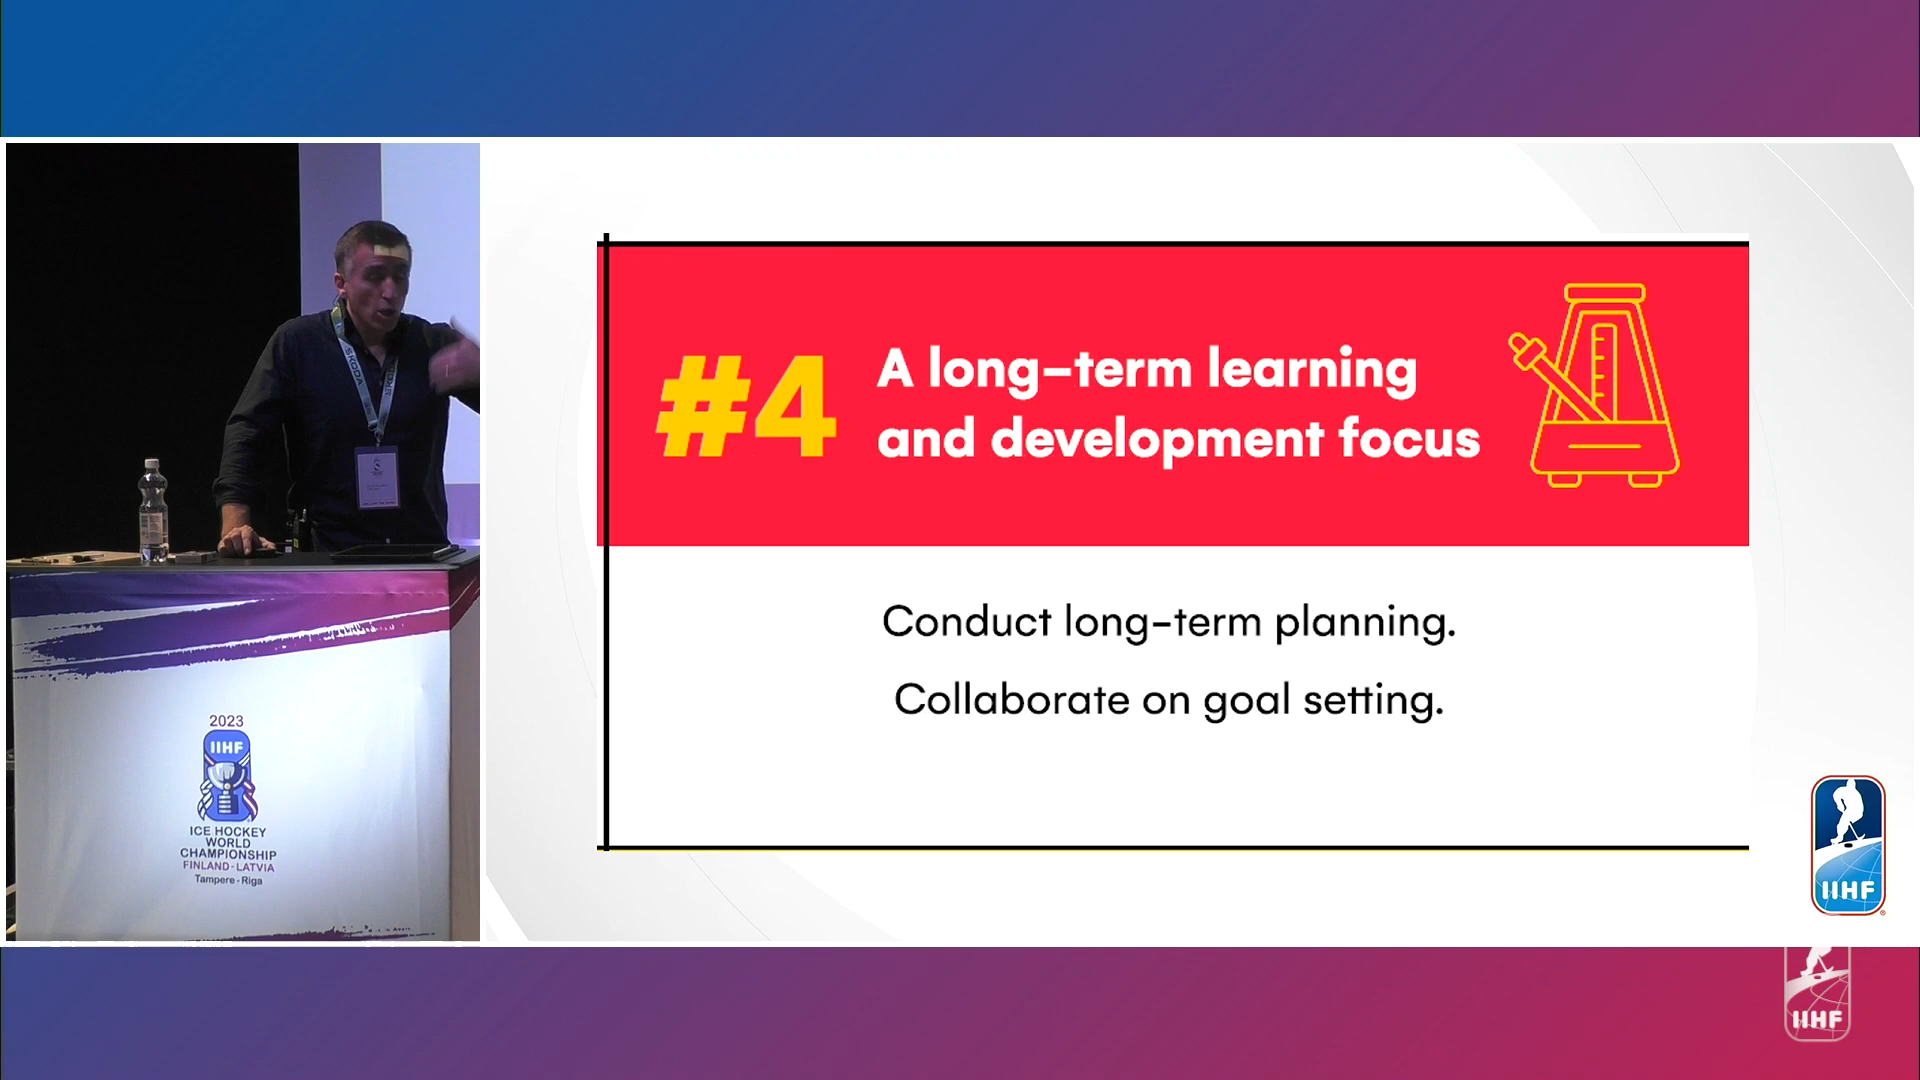 #4
A long-term learning
and development focus
Conduct long-term planning.
Collaborate on goal setting.
ŠKODA
2023
IIHF
ICE HOCKEY
WORLD
CHAMPIONSHIP
FINLAND-LATVIA
Tampere-Riga
IIHF
IIHF